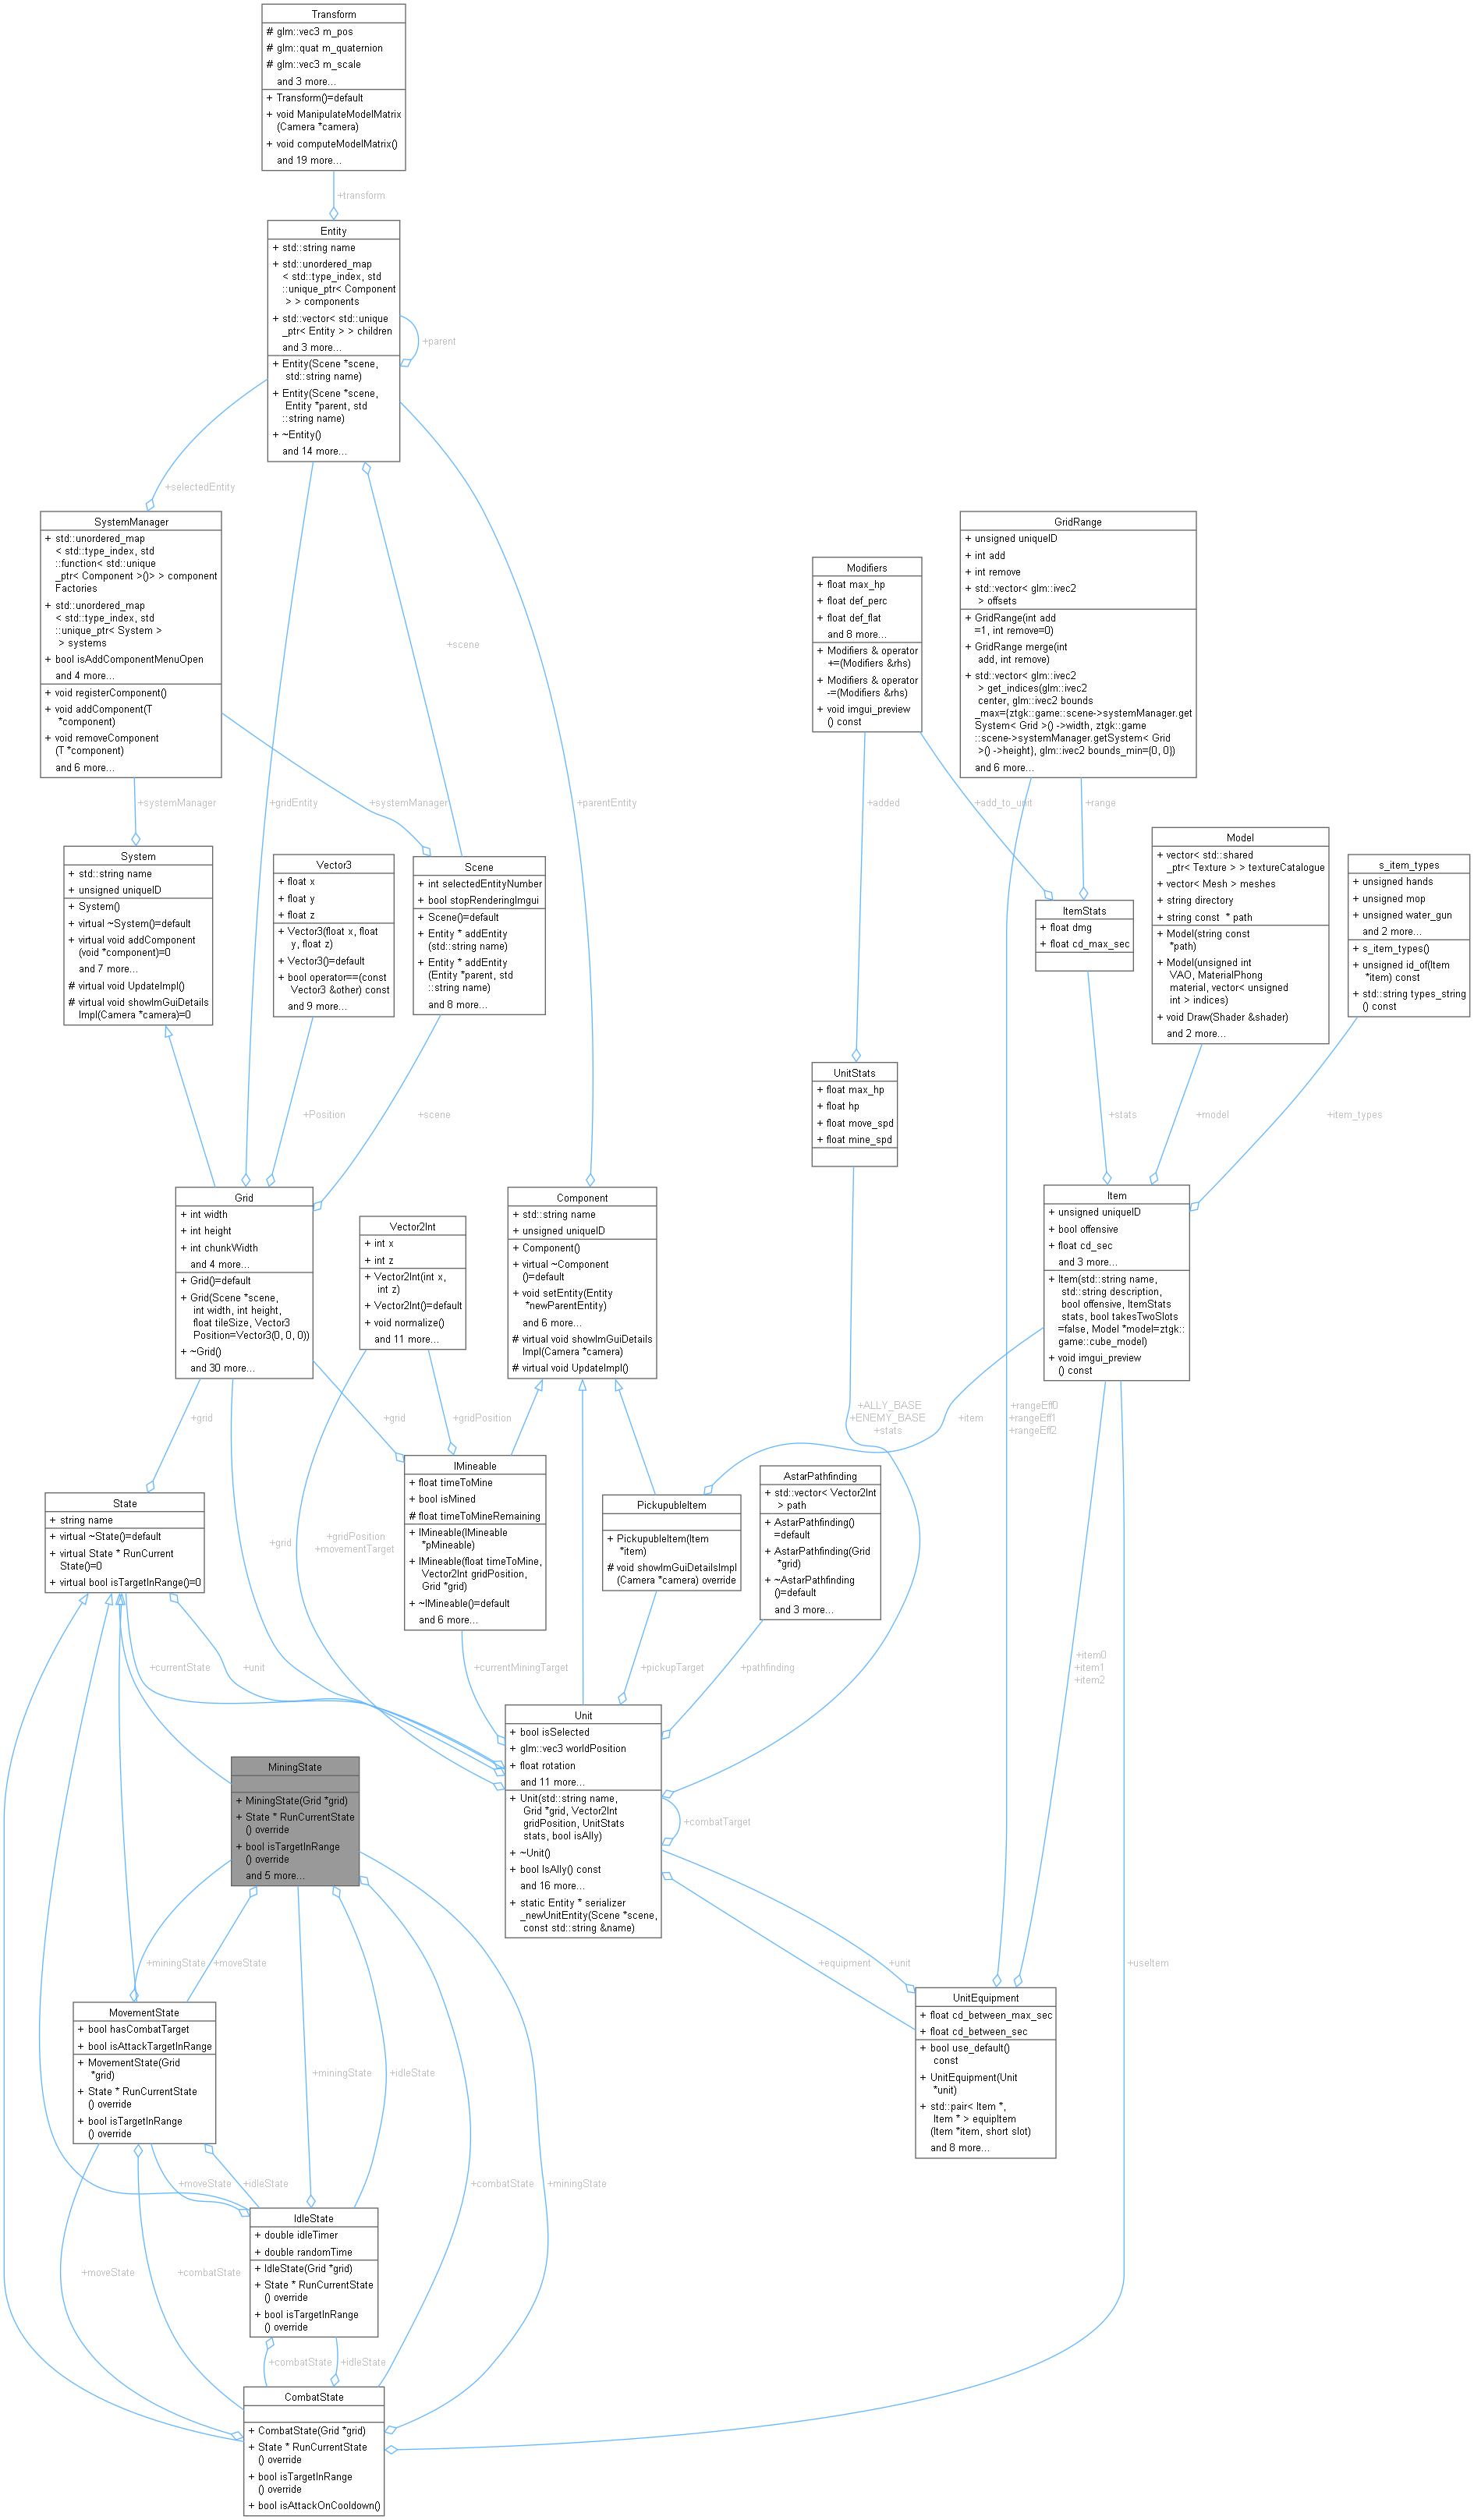 Transform
# glm::vec3 m_pos
# glm::quat m_quaternion
# glm::vec3 m_scale
and 3 more...
+ Transform()=default
+ void ManipulateModelMatrix
(Camera *camera)
+ void computeModelMatrix()
and 19 more...
+transform
Entity
+ std::string name
+ std::unordered_map
< std::type_index, std
::unique_ptr< Component
> > components
+ std::vector< std::unique
_ptr< Entity > > children
and 3 more...
+ Entity(Scene *scene,
std::string name)
+ Entity(Scene *scene,
Entity *parent, std
::string name)
+ ~Entity()
and 14 more...
+parent
+selectedEntity
SystemManager
+ std::unordered_map
< std::type_index, std
::function< std::unique
_ptr< Component >()> > component
Factories
+ std::unordered_map
< std::type_index, std
::unique_ptr< System >
> systems
+ bool isAddComponentMenuOpen
and 4 more...
+ void registerComponent()
+ void addComponent(T
*component)
+ void removeComponent
(T *component)
and 6 more...
+scene
+gridEntity
+systemManager
+parentEntity
+systemManager
Modifiers
+ float max_hp
+ float def_perc
+ float def_flat
and 8 more...
+ Modifiers & operator
+=(Modifiers &rhs)
+ Modifiers & operator
-=(Modifiers &rhs)
+ void imgui_preview
() const
GridRange
+ unsigned uniqueID
+ int add
+ int remove
+ std::vector< glm::ivec2
> offsets
+ GridRange(int add
=1, int remove=0)
+ GridRange merge(int
add, int remove)
+ std::vector< glm::ivec2
> get_indices(glm::ivec2
center, glm::ivec2 bounds
_max={ztgk::game::scene->systemManager.get
System< Grid >() ->width, ztgk::game
::scene->systemManager.getSystem< Grid
>() ->height}, glm::ivec2 bounds_min={0, 0})
and 6 more...
+added
+add_to_unit
+range
System
+ std::string name
+ unsigned uniqueID
+ System()
+ virtual ~System()=default
+ virtual void addComponent
(void *component)=0
and 7 more...
# virtual void UpdateImpl()
# virtual void showImGuiDetails
Impl(Camera *camera)=0
Vector3
+ float x
+ float y
+ float z
+ Vector3(float x, float
y, float z)
+ Vector3()=default
+ bool operator==(const
Vector3 &other) const
and 9 more...
Scene
+ int selectedEntityNumber
+ bool stopRenderingImgui
+ Scene()=default
+ Entity * addEntity
(std::string name)
+ Entity * addEntity
(Entity *parent, std
::string name)
and 8 more...
ItemStats
+ float dmg
+ float cd_max_sec
Model
+ vector< std::shared
_ptr< Texture > > textureCatalogue
+ vector< Mesh > meshes
+ string directory
+ string const * path
+ Model(string const
*path)
+ Model(unsigned int
VAO, MaterialPhong
material, vector< unsigned
int > indices)
+ void Draw(Shader &shader)
and 2 more...
s_item_types
+ unsigned hands
+ unsigned mop
+ unsigned water_gun
and 2 more...
+ s_item_types()
+ unsigned id_of(Item
*item) const
+ std::string types_string
() const
+Position
+scene
UnitStats
+ float max_hp
+ float hp
+ float move_spd
+ float mine_spd
+stats
+model
+item_types
Grid
+ int width
+ int height
+ int chunkWidth
and 4 more...
+ Grid()=default
+ Grid(Scene *scene,
int width, int height,
float tileSize, Vector3
Position=Vector3(0, 0, 0))
+ ~Grid()
and 30 more...
Vector2Int
+ int x
+ int z
+ Vector2Int(int x,
int z)
+ Vector2Int()=default
+ void normalize()
and 11 more...
Component
+ std::string name
+ unsigned uniqueID
+ Component()
+ virtual ~Component
()=default
+ void setEntity(Entity
*newParentEntity)
and 6 more...
# virtual void showImGuiDetails
Impl(Camera *camera)
# virtual void UpdateImpl()
Item
+ unsigned uniqueID
+ bool offensive
+ float cd_sec
and 3 more...
+ Item(std::string name,
std::string description,
bool offensive, ItemStats
stats, bool takesTwoSlots
=false, Model *model=ztgk::
game::cube_model)
+ void imgui_preview
() const
+grid
+grid
+gridPosition
+ALLY_BASE
+ENEMY_BASE
+stats
+item
+rangeEff0
+rangeEff1
+rangeEff2
State
+ string name
+ virtual ~State()=default
+ virtual State * RunCurrent
State()=0
+ virtual bool isTargetInRange()=0
+grid
+gridPosition
+movementTarget
IMineable
+ float timeToMine
+ bool isMined
# float timeToMineRemaining
+ IMineable(IMineable
*pMineable)
+ IMineable(float timeToMine,
Vector2Int gridPosition,
Grid *grid)
+ ~IMineable()=default
and 6 more...
PickupubleItem
+ PickupubleItem(Item
*item)
# void showImGuiDetailsImpl
(Camera *camera) override
AstarPathfinding
+ std::vector< Vector2Int
> path
+ AstarPathfinding()
=default
+ AstarPathfinding(Grid
*grid)
+ ~AstarPathfinding
()=default
and 3 more...
+currentState
+unit
+currentMiningTarget
+pickupTarget
+pathfinding
+item0
+item1
+item2
Unit
+ bool isSelected
+ glm::vec3 worldPosition
+ float rotation
and 11 more...
+ Unit(std::string name,
Grid *grid, Vector2Int
gridPosition, UnitStats
stats, bool isAlly)
+ ~Unit()
+ bool IsAlly() const
and 16 more...
+ static Entity * serializer
_newUnitEntity(Scene *scene,
const std::string &name)
+combatTarget
MiningState
+ MiningState(Grid *grid)
+ State * RunCurrentState
() override
+ bool isTargetInRange
() override
and 5 more...
+miningState
+moveState
+equipment
+unit
+useItem
MovementState
+ bool hasCombatTarget
+ bool isAttackTargetInRange
+ MovementState(Grid
*grid)
+ State * RunCurrentState
() override
+ bool isTargetInRange
() override
+miningState
+idleState
UnitEquipment
+ float cd_between_max_sec
+ float cd_between_sec
+ bool use_default()
const
+ UnitEquipment(Unit
*unit)
+ std::pair< Item *,
Item * > equipItem
(Item *item, short slot)
and 8 more...
+moveState
+idleState
+combatState
+miningState
IdleState
+ double idleTimer
+ double randomTime
+ IdleState(Grid *grid)
+ State * RunCurrentState
() override
+ bool isTargetInRange
() override
+moveState
+combatState
+combatState
+idleState
CombatState
+ CombatState(Grid *grid)
+ State * RunCurrentState
() override
+ bool isTargetInRange
() override
+ bool isAttackOnCooldown()